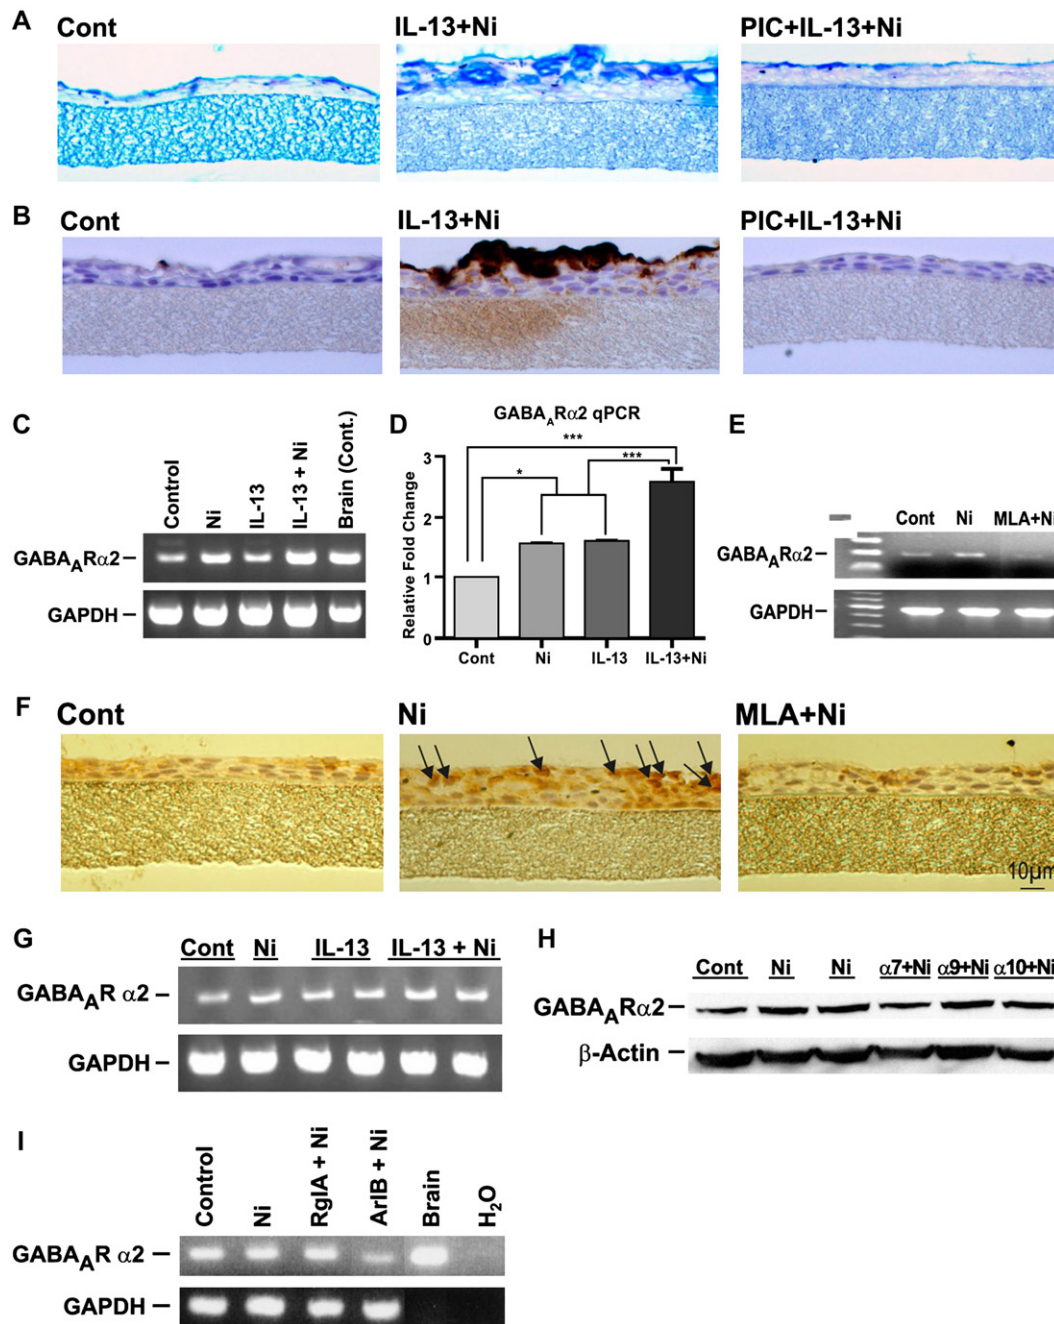 A
Cont IL-13+Ni PIC+IL-13+Ni
B
Cont IL-13+Ni PIC+IL-13+Ni
C
Control Ni IL-13 IL-13 + Ni Brain (Cont.)
GABAARα2
GAPDH
D
GABAARα2 qPCR
Relative Fold Change
3
2
1
0
***
*
***
Cont Ni IL-13 IL-13+Ni
E
Cont Ni MLA+Ni
GABAARα2
GAPDH
F
Cont Ni MLA+Ni
10µm
G
Cont Ni IL-13 IL-13 + Ni
GABAAR α2
GAPDH
H
Cont Ni Ni α7+Ni α9+Ni α10+Ni
GABAARα2
β-Actin
I
Control Ni RgIA + Ni ArIB + Ni Brain H2O
GABAAR α2
GAPDH